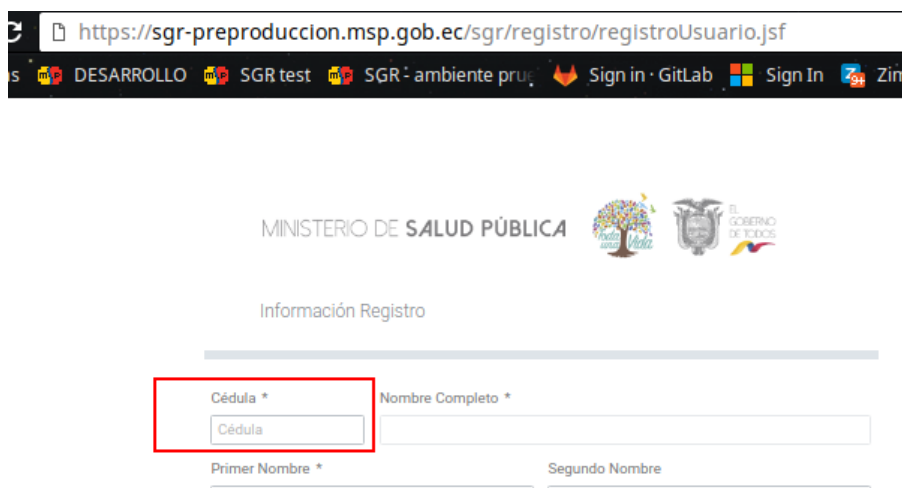 https://sgr-preproduccion.msp.gob.ec/sgr/registro/registroUsuario.jsf
s DESARROLLO SGR test SGR - ambiente prue Sign in · GitLab Sign In Zim
MINISTERIO DE SALUD PÚBLICA Toda una Vida EL GOBIERNO DE TODOS
Información Registro
Cédula * Nombre Completo *
Cédula
Primer Nombre * Segundo Nombre